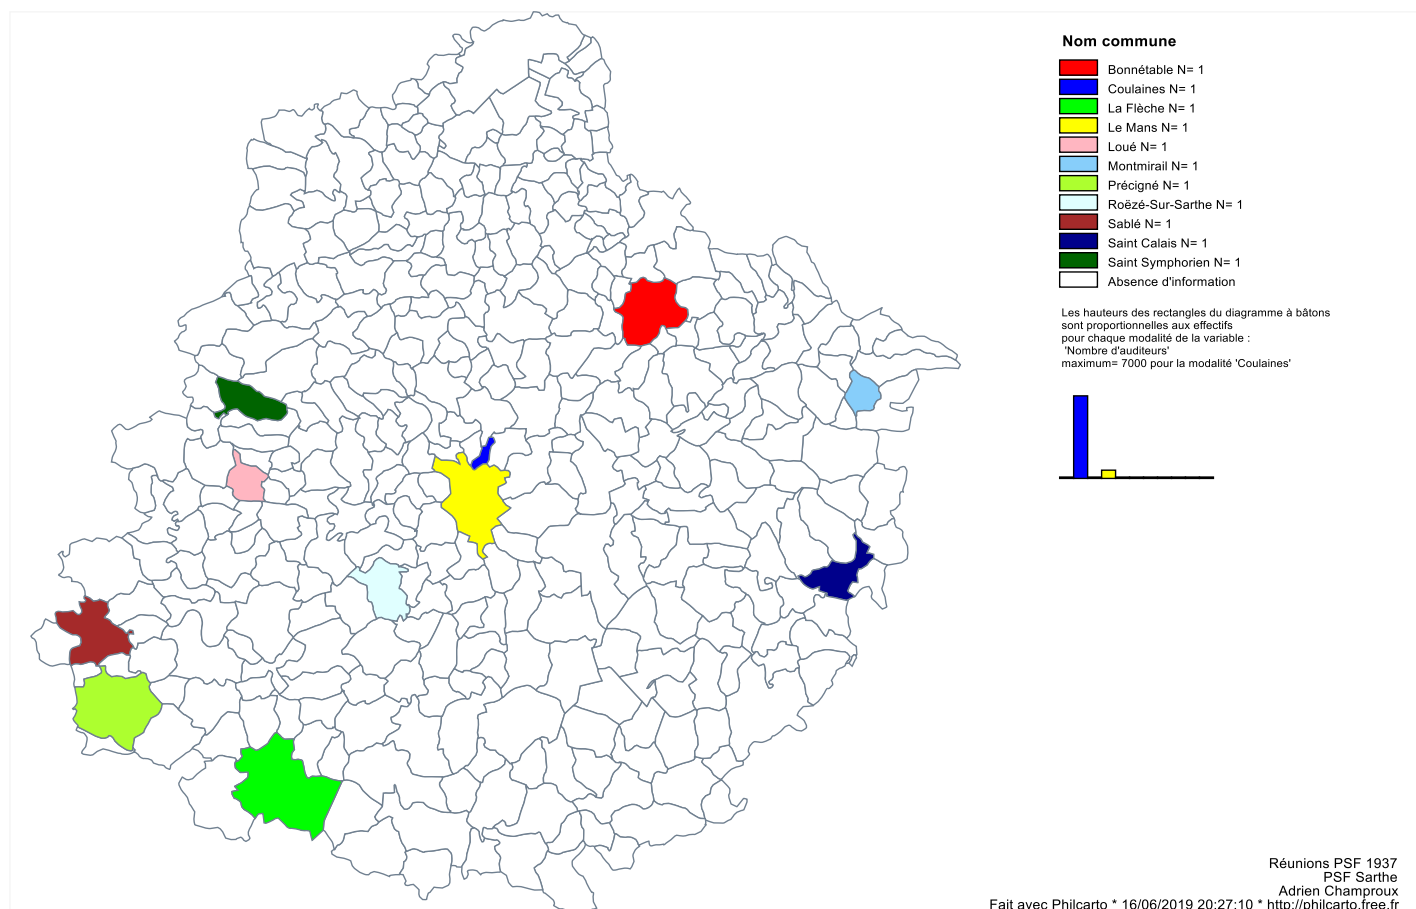 Nom commune
Bonnétable N= 1
Coulaines N= 1
La Flèche N= 1
Le Mans N= 1
Loué N= 1
Montmirail N= 1
Précigné N= 1
Roëzé-Sur-Sarthe N= 1
Sablé N= 1
Saint Calais N= 1
Saint Symphorien N= 1
Absence d'information
Les hauteurs des rectangles du diagramme à bâtons
sont proportionnelles aux effectifs
pour chaque modalité de la variable :
'Nombre d'auditeurs'
maximum= 7000 pour la modalité 'Coulaines'
Réunions PSF 1937
PSF Sarthe
Adrien Champroux
Fait avec Philcarto * 16/06/2019 20:27:10 * http://philcarto.free.fr